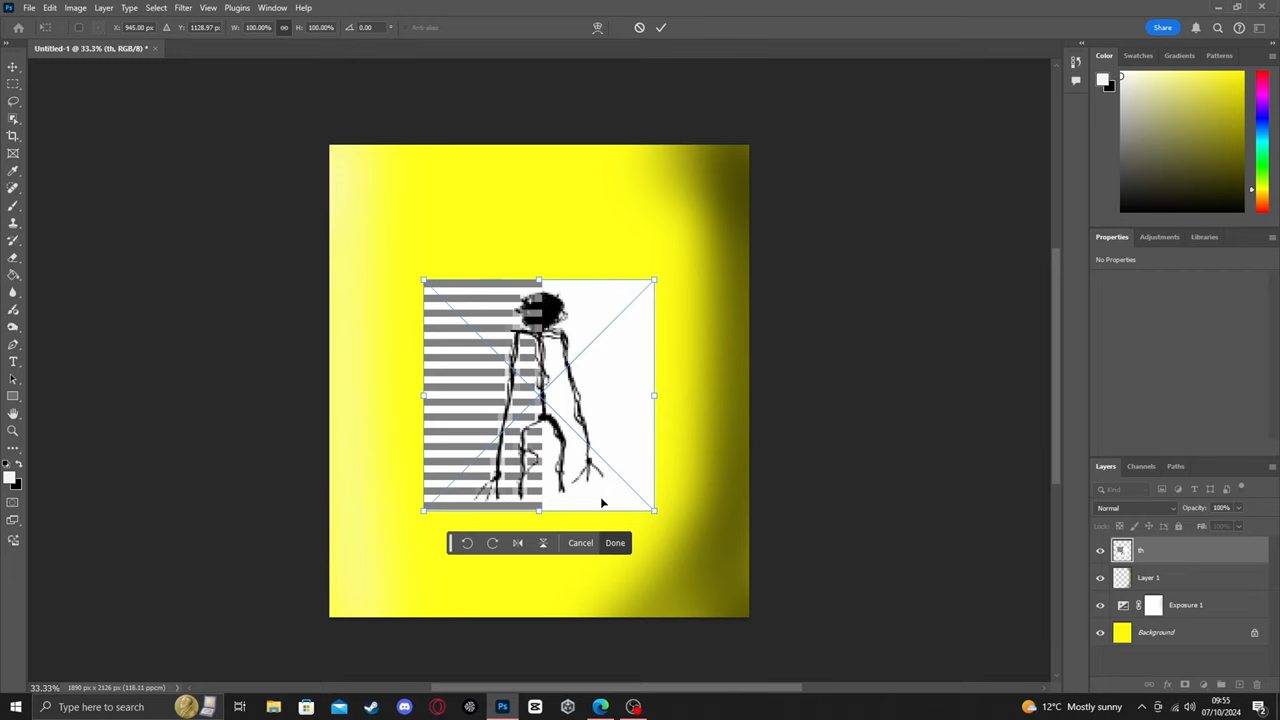 File Edit Image Layer Type Select Filter View Plugins Window Help
X: 945.00 px Y: 1128.97 px W: 100.00% H: 100.00% 0.00 ° Anti-alias Share
Untitled-1 @ 33.3% (th, RGB/8) * ×
Color Swatches Gradients Patterns
Properties Adjustments Libraries
No Properties
Cancel Done
Layers Channels Paths
Kind
Normal Opacity: 100%
Lock: Fill: 100%
th
Layer 1
Exposure 1
Background
33.33% 1890 px x 2126 px (118.11 ppcm)
Type here to search
12°C Mostly sunny
09:55
07/10/2024
2